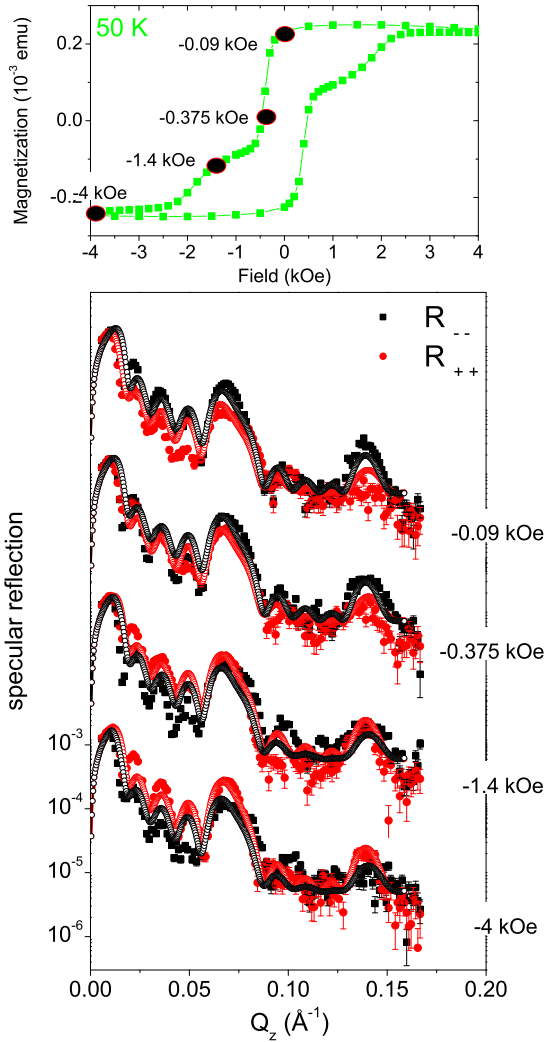 50 K
Magnetization (10⁻³ emu)
0.2
0.0
-0.2
-0.09 kOe
-0.375 kOe
-1.4 kOe
-4 kOe
-4 -3 -2 -1 0 1 2 3 4
Field (kOe)
R - -
R + +
specular reflection
-0.09 kOe
-0.375 kOe
10⁻³
-1.4 kOe
10⁻⁴
10⁻⁵
-4 kOe
10⁻⁶
0.00 0.05 0.10 0.15 0.20
Q_z (Å⁻¹)